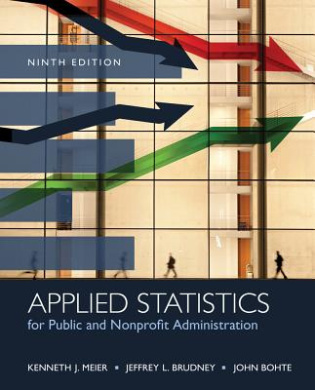 NINTH EDITION
APPLIED STATISTICS
for Public and Nonprofit Administration
KENNETH J. MEIER ▪ JEFFREY L. BRUDNEY ▪ JOHN BOHTE